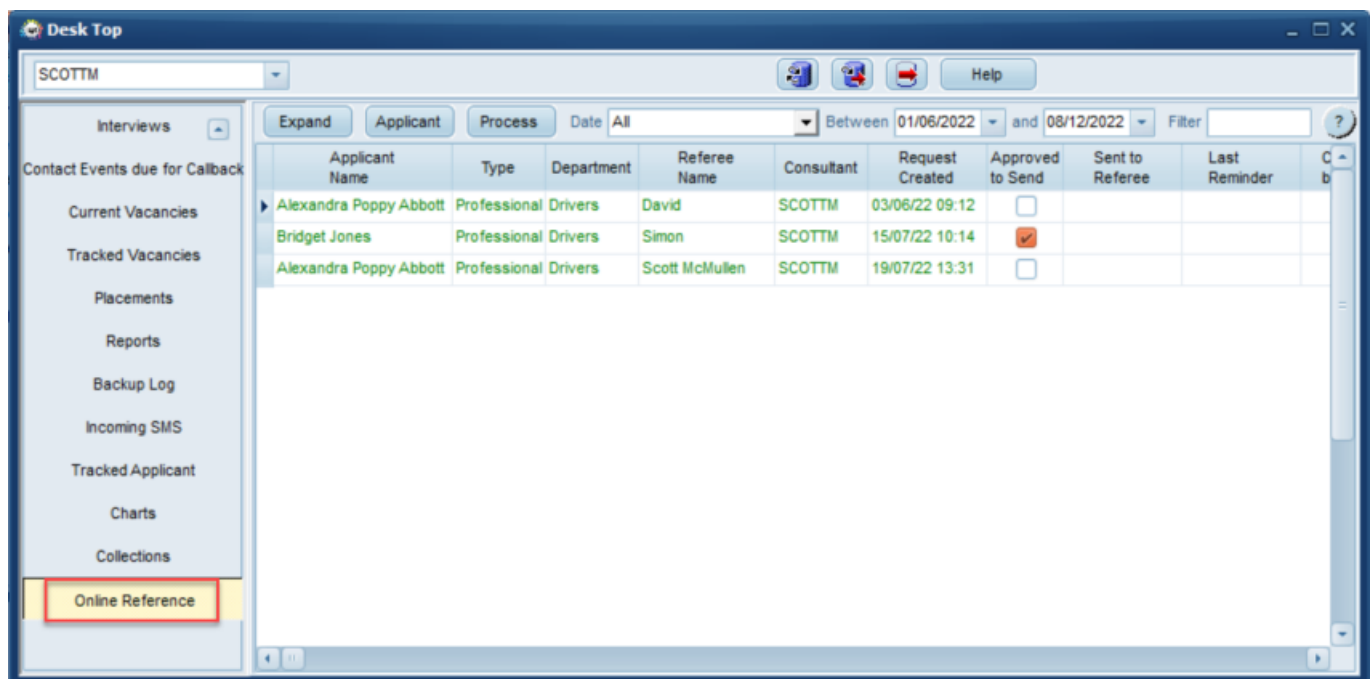 Desk Top
SCOTTM
Help
Interviews
Contact Events due for Callback
Current Vacancies
Tracked Vacancies
Placements
Reports
Backup Log
Incoming SMS
Tracked Applicant
Charts
Collections
Online Reference
Expand Applicant Process Date All Between 01/06/2022 and 08/12/2022 Filter ?
Applicant Name Type Department Referee Name Consultant Request Created Approved to Send Sent to Referee Last Reminder
Alexandra Poppy Abbott Professional Drivers David SCOTTM 03/06/22 09:12
Bridget Jones Professional Drivers Simon SCOTTM 15/07/22 10:14
Alexandra Poppy Abbott Professional Drivers Scott McMullen SCOTTM 19/07/22 13:31